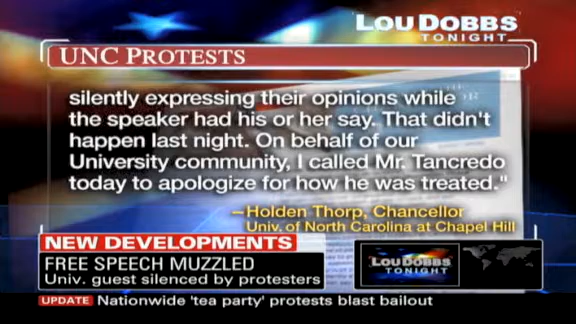 LOU DOBBS
TONIGHT
UNC PROTESTS
silently expressing their opinions while
the speaker had his or her say. That didn't
happen last night. On behalf of our
University community, I called Mr. Tancredo
today to apologize for how he was treated."
—Holden Thorp, Chancellor
Univ. of North Carolina at Chapel Hill
NEW DEVELOPMENTS
FREE SPEECH MUZZLED
Univ. guest silenced by protesters
LOU DOBBS
TONIGHT
UPDATE Nationwide 'tea party' protests blast bailout